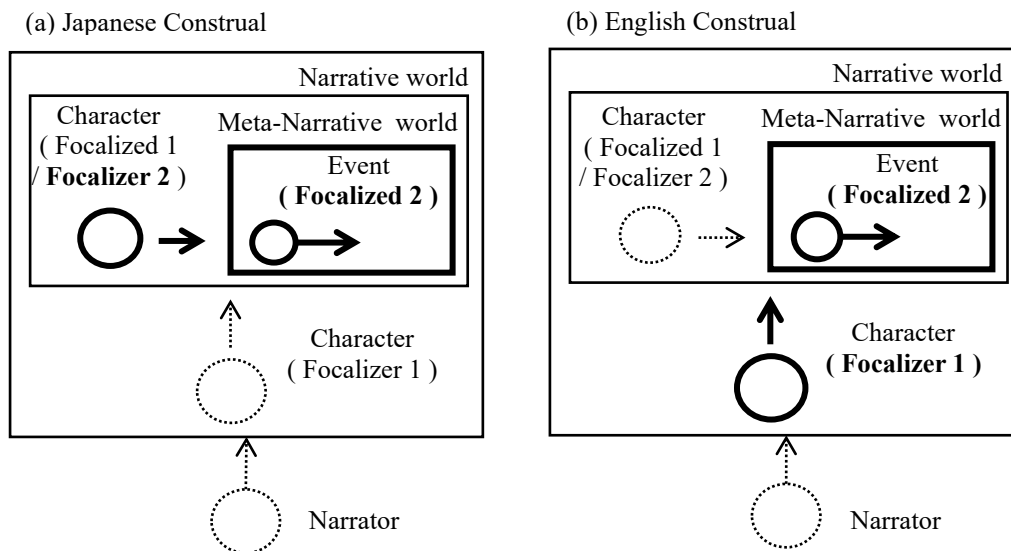 (a) Japanese Construal
Narrative world
Character
( Focalized 1
/ Focalizer 2 )
Meta-Narrative world
Event
( Focalized 2 )
Character
( Focalizer 1 )
Narrator
(b) English Construal
Narrative world
Character
( Focalized 1
/ Focalizer 2 )
Meta-Narrative world
Event
( Focalized 2 )
Character
( Focalizer 1 )
Narrator